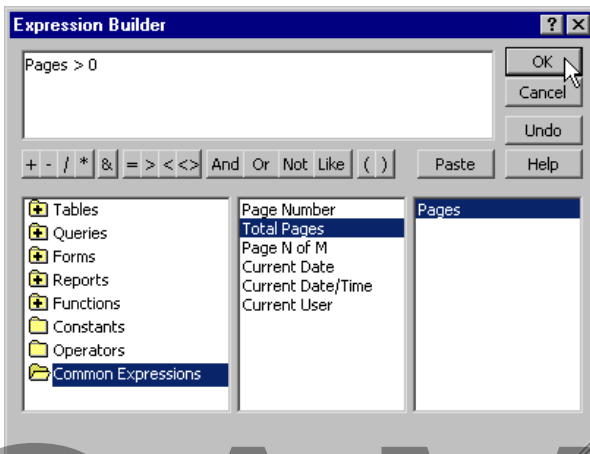 Expression Builder
Pages > 0
OK
Cancel
Undo
+ - / * & = > < <> And Or Not Like ( ) Paste Help
Tables
Queries
Forms
Reports
Functions
Constants
Operators
Common Expressions
Page Number
Total Pages
Page N of M
Current Date
Current Date/Time
Current User
Pages